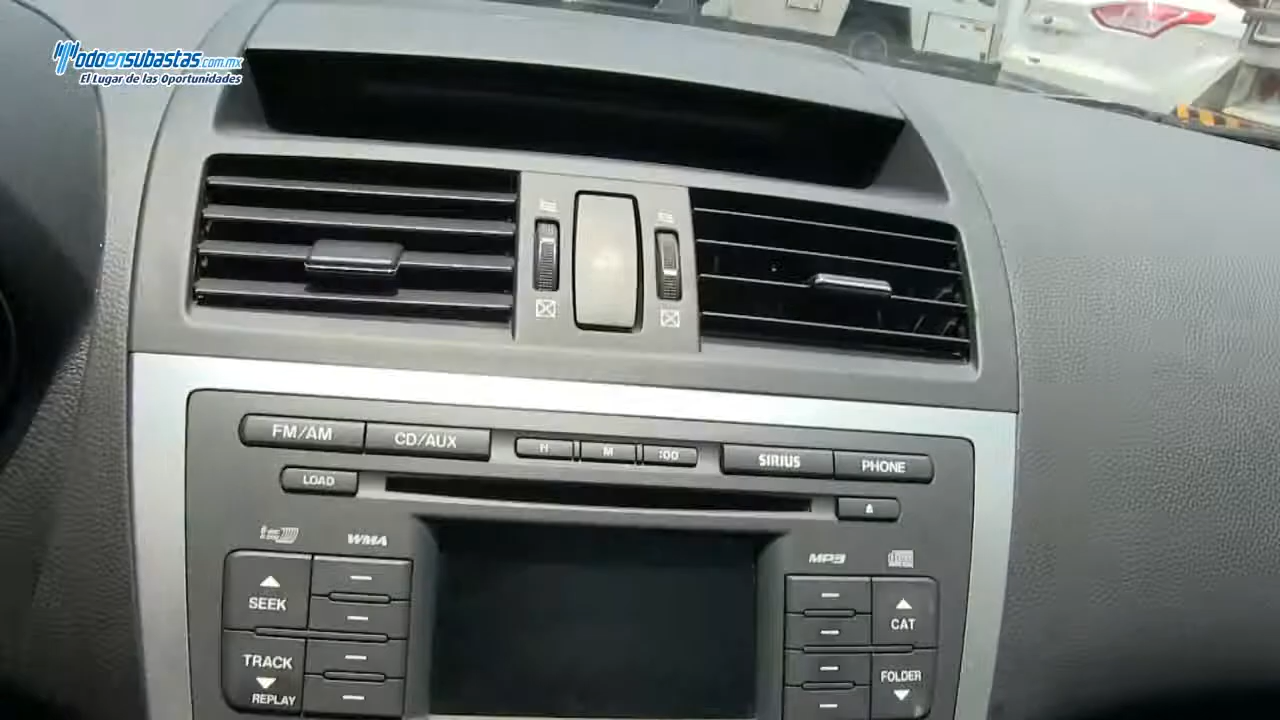 todoensubastas.com.mx
El Lugar de las Oportunidades
FM/AM
CD/AUX
H
M
:00
SIRIUS
PHONE
LOAD
WMA
MP3
SEEK
CAT
TRACK
REPLAY
FOLDER